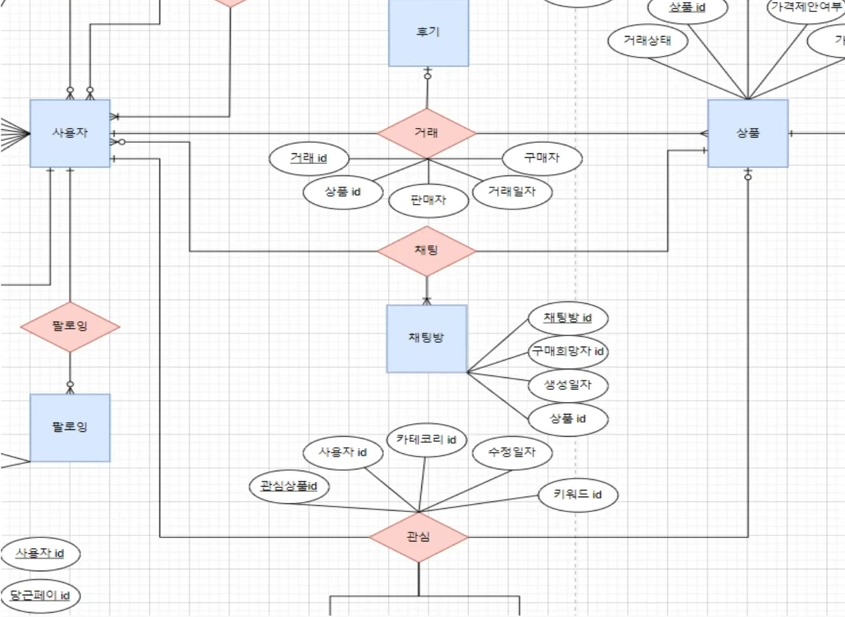 상품 id
가격제안여부
후기
거래상태
가
사용자
거래
상품
거래 id
구매자
상품 id
판매자
거래일자
채팅
채팅방 id
팔로잉
채팅방
구매희망자 id
생성일자
상품 id
팔로잉
카테코리 id
사용자 id
수정일자
관심상품id
키워드 id
관심
사용자 id
당근페이 id